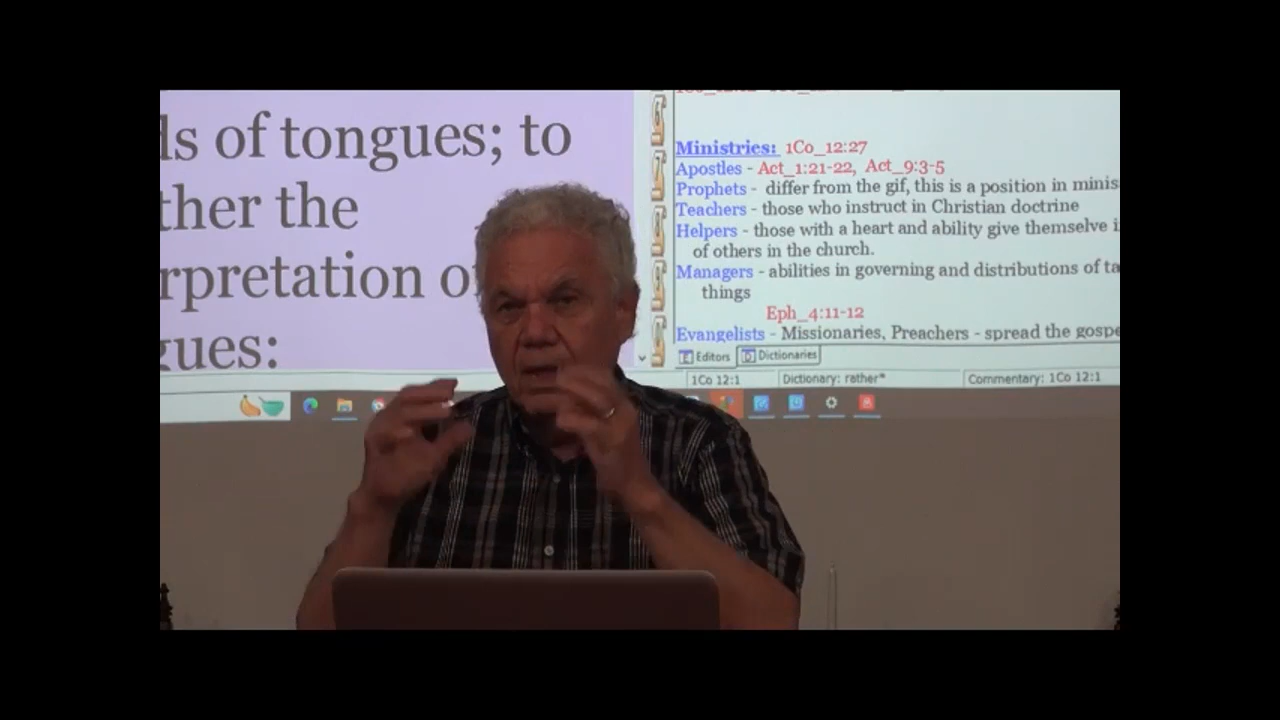 ds of tongues; to
ther the
rpretation o
gues:
Ministries: 1Co_12:27
Apostles - Act_1:21-22, Act_9:3-5
Prophets - differ from the gif, this is a position in minis
Teachers - those who instruct in Christian doctrine
Helpers - those with a heart and ability give themselve i
of others in the church.
Managers - abilities in governing and distributions of ta
things
Eph_4:11-12
Evangelists - Missionaries, Preachers - spread the gospe
Editors Dictionaries
1Co 12:1 Dictionary: rather* Commentary: 1Co 12:1